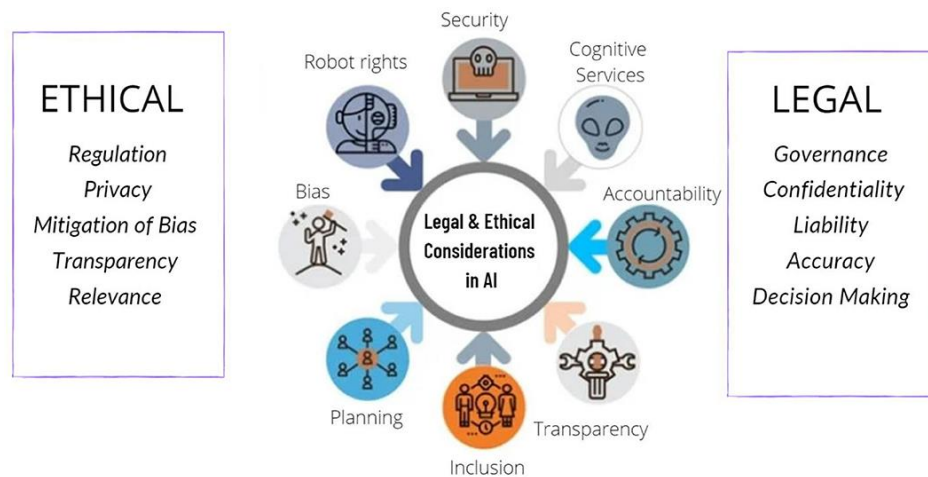 ETHICAL
Regulation
Privacy
Mitigation of Bias
Transparency
Relevance
Security
Robot rights
Cognitive
Services
Bias
Accountability
Legal & Ethical
Considerations
in AI
Planning
Transparency
Inclusion
LEGAL
Governance
Confidentiality
Liability
Accuracy
Decision Making